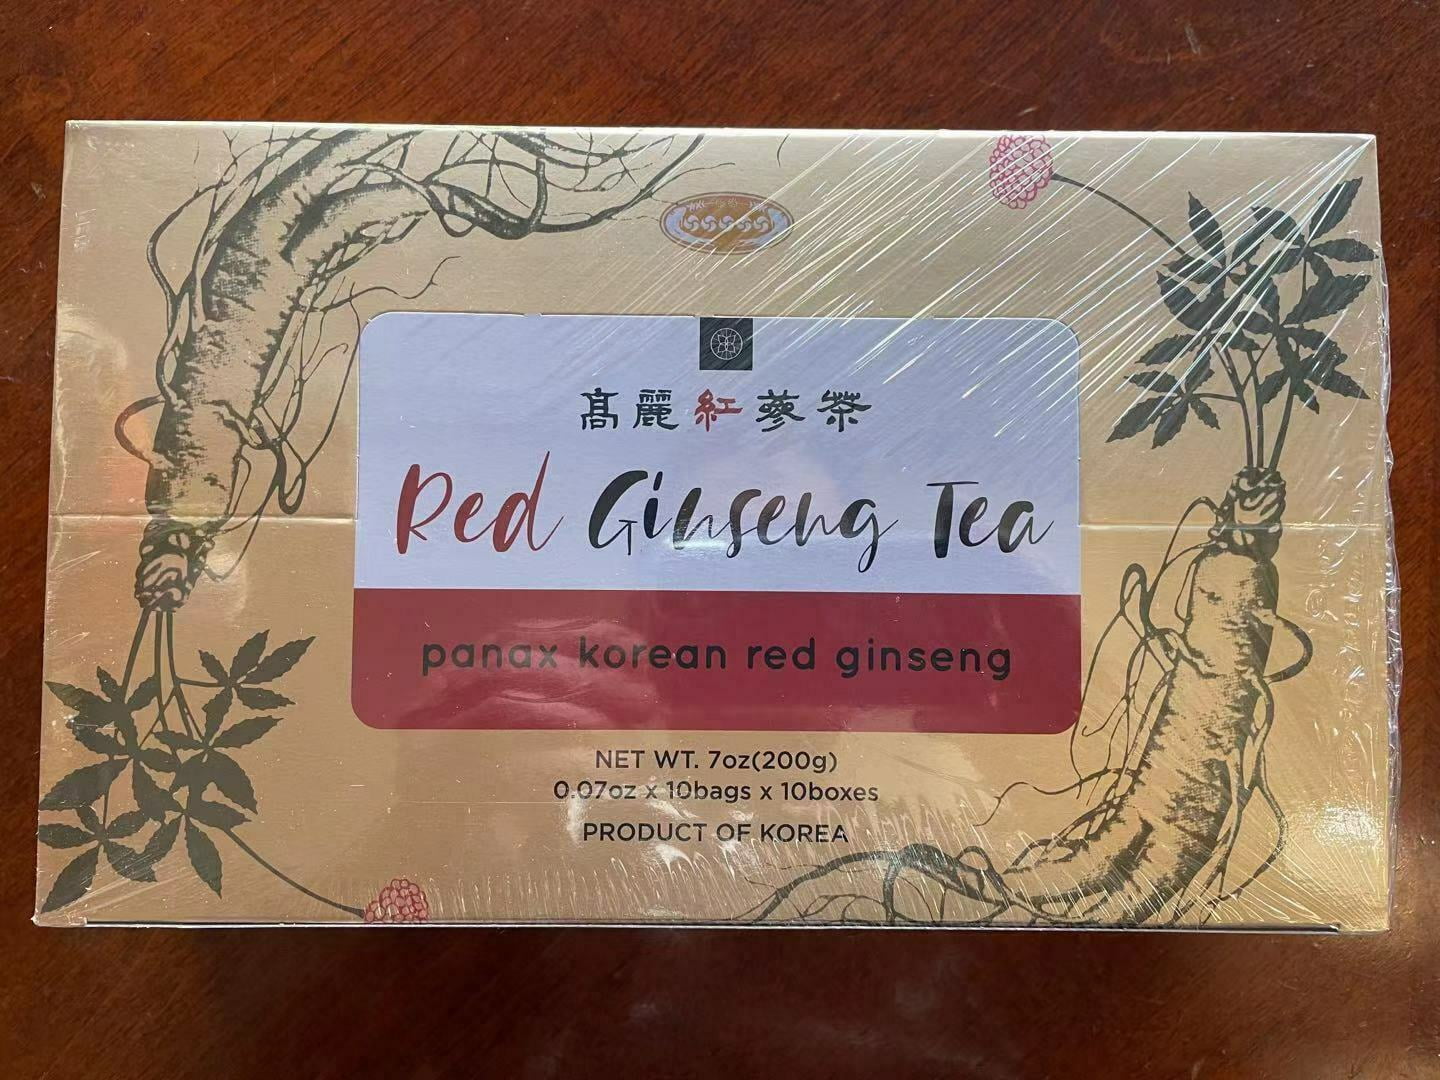 高麗紅蔘茶
Red Ginseng Tea
panax korean red ginseng
NET WT. 7oz(200g)
0.07oz x 10bags x 10boxes
PRODUCT OF KOREA